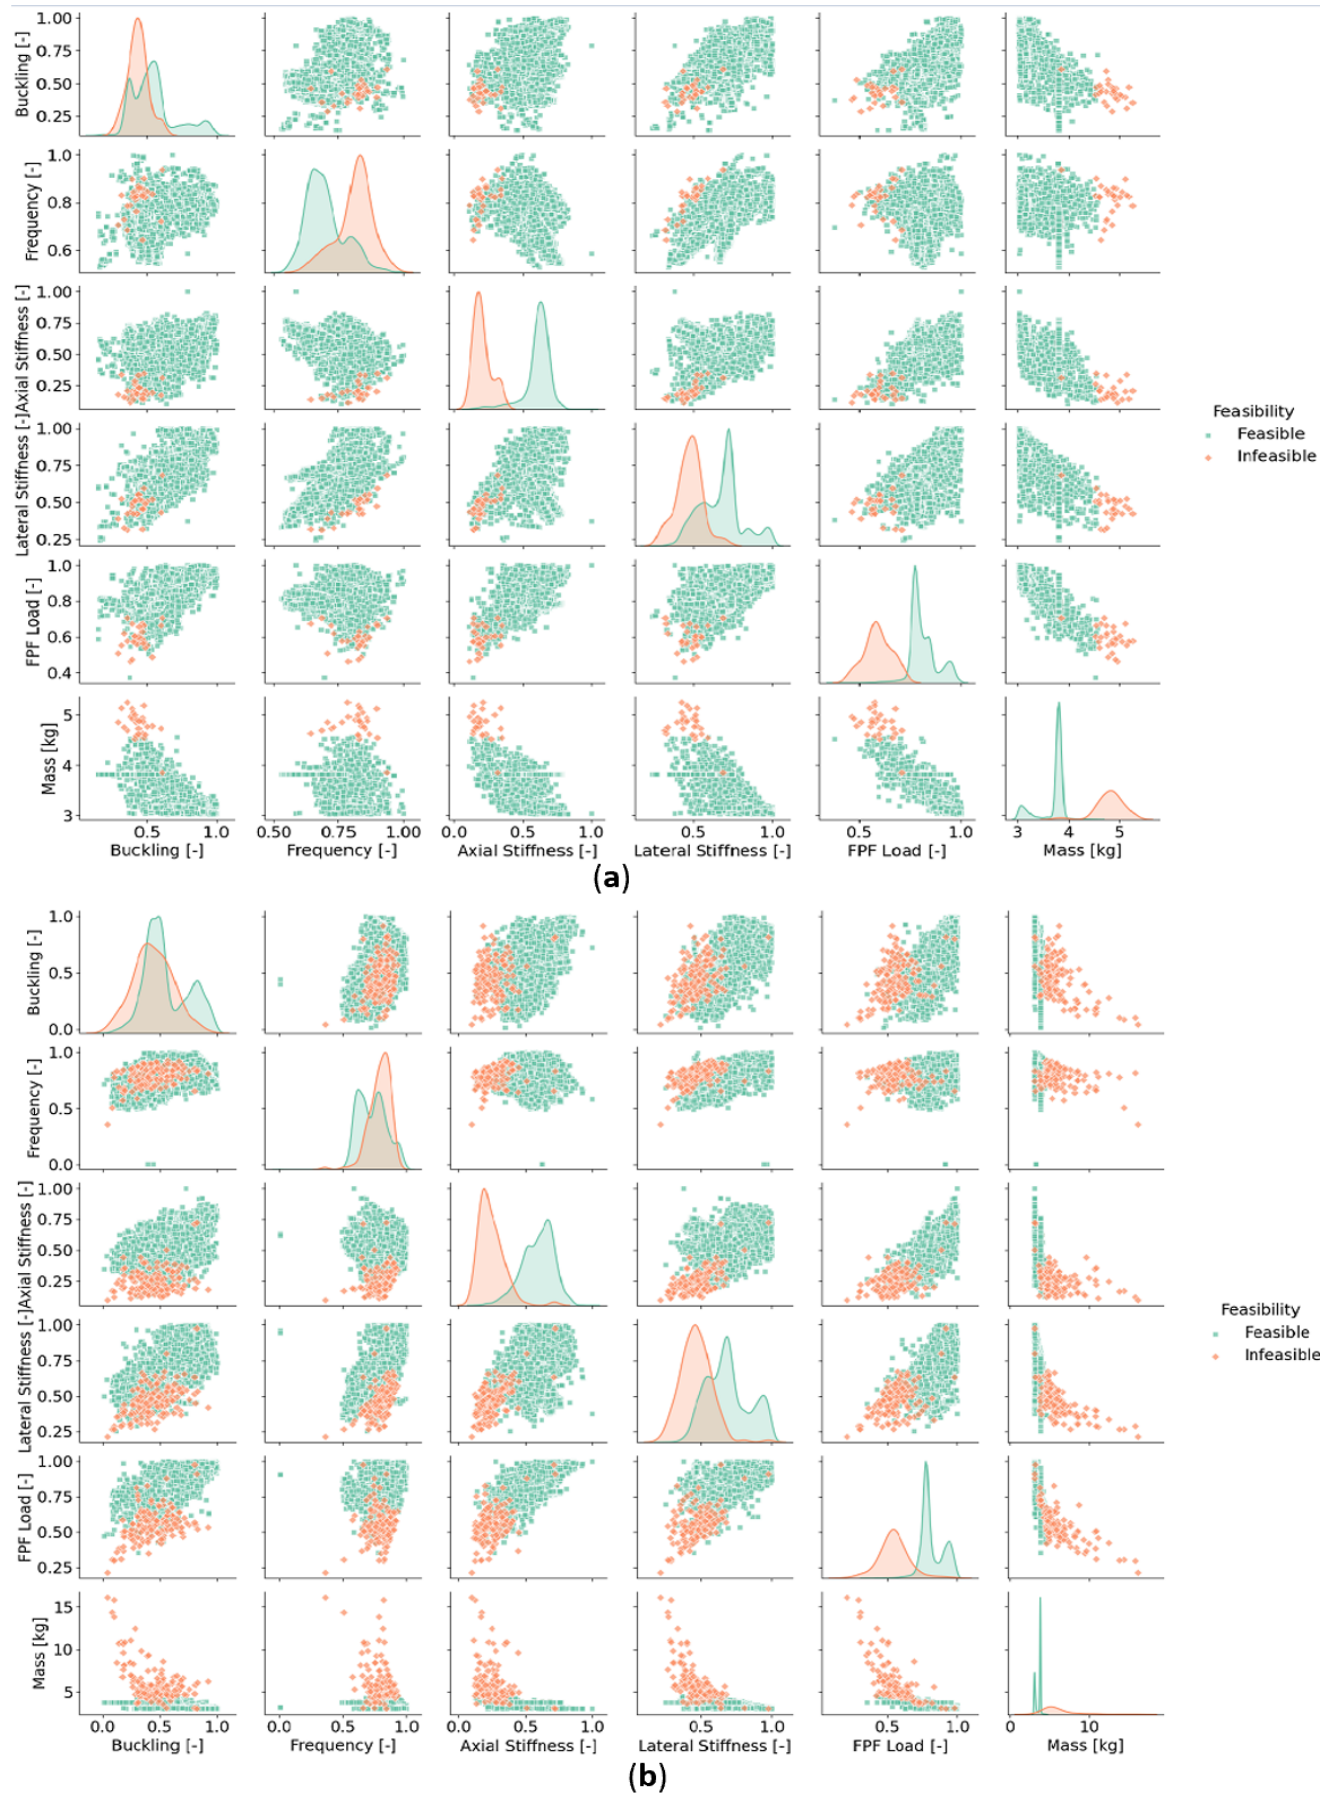 Buckling [-]
1.00
0.75
0.50
0.25
Frequency [-]
1.0
0.8
0.6
Axial Stiffness [-]
1.00
0.75
0.50
0.25
Lateral Stiffness [-]
1.00
0.75
0.50
0.25
FPF Load [-]
1.0
0.8
0.6
0.4
Mass [kg]
5
4
3
0.5 1.0 0.50 0.75 1.00 0.0 0.5 1.0 0.5 1.0 0.5 1.0 3 4 5
Buckling [-] Frequency [-] Axial Stiffness [-] Lateral Stiffness [-] FPF Load [-] Mass [kg]
Feasibility
Feasible
Infeasible
(a)
Buckling [-]
1.0
0.5
0.0
Frequency [-]
1.0
0.5
0.0
Axial Stiffness [-]
1.00
0.75
0.50
0.25
Lateral Stiffness [-]
1.00
0.75
0.50
0.25
FPF Load [-]
1.00
0.75
0.50
0.25
Mass [kg]
15
10
5
0.0 0.5 1.0 0.0 0.5 1.0 0.0 0.5 1.0 0.5 1.0 0.5 1.0 0 10
Buckling [-] Frequency [-] Axial Stiffness [-] Lateral Stiffness [-] FPF Load [-] Mass [kg]
Feasibility
Feasible
Infeasible
(b)